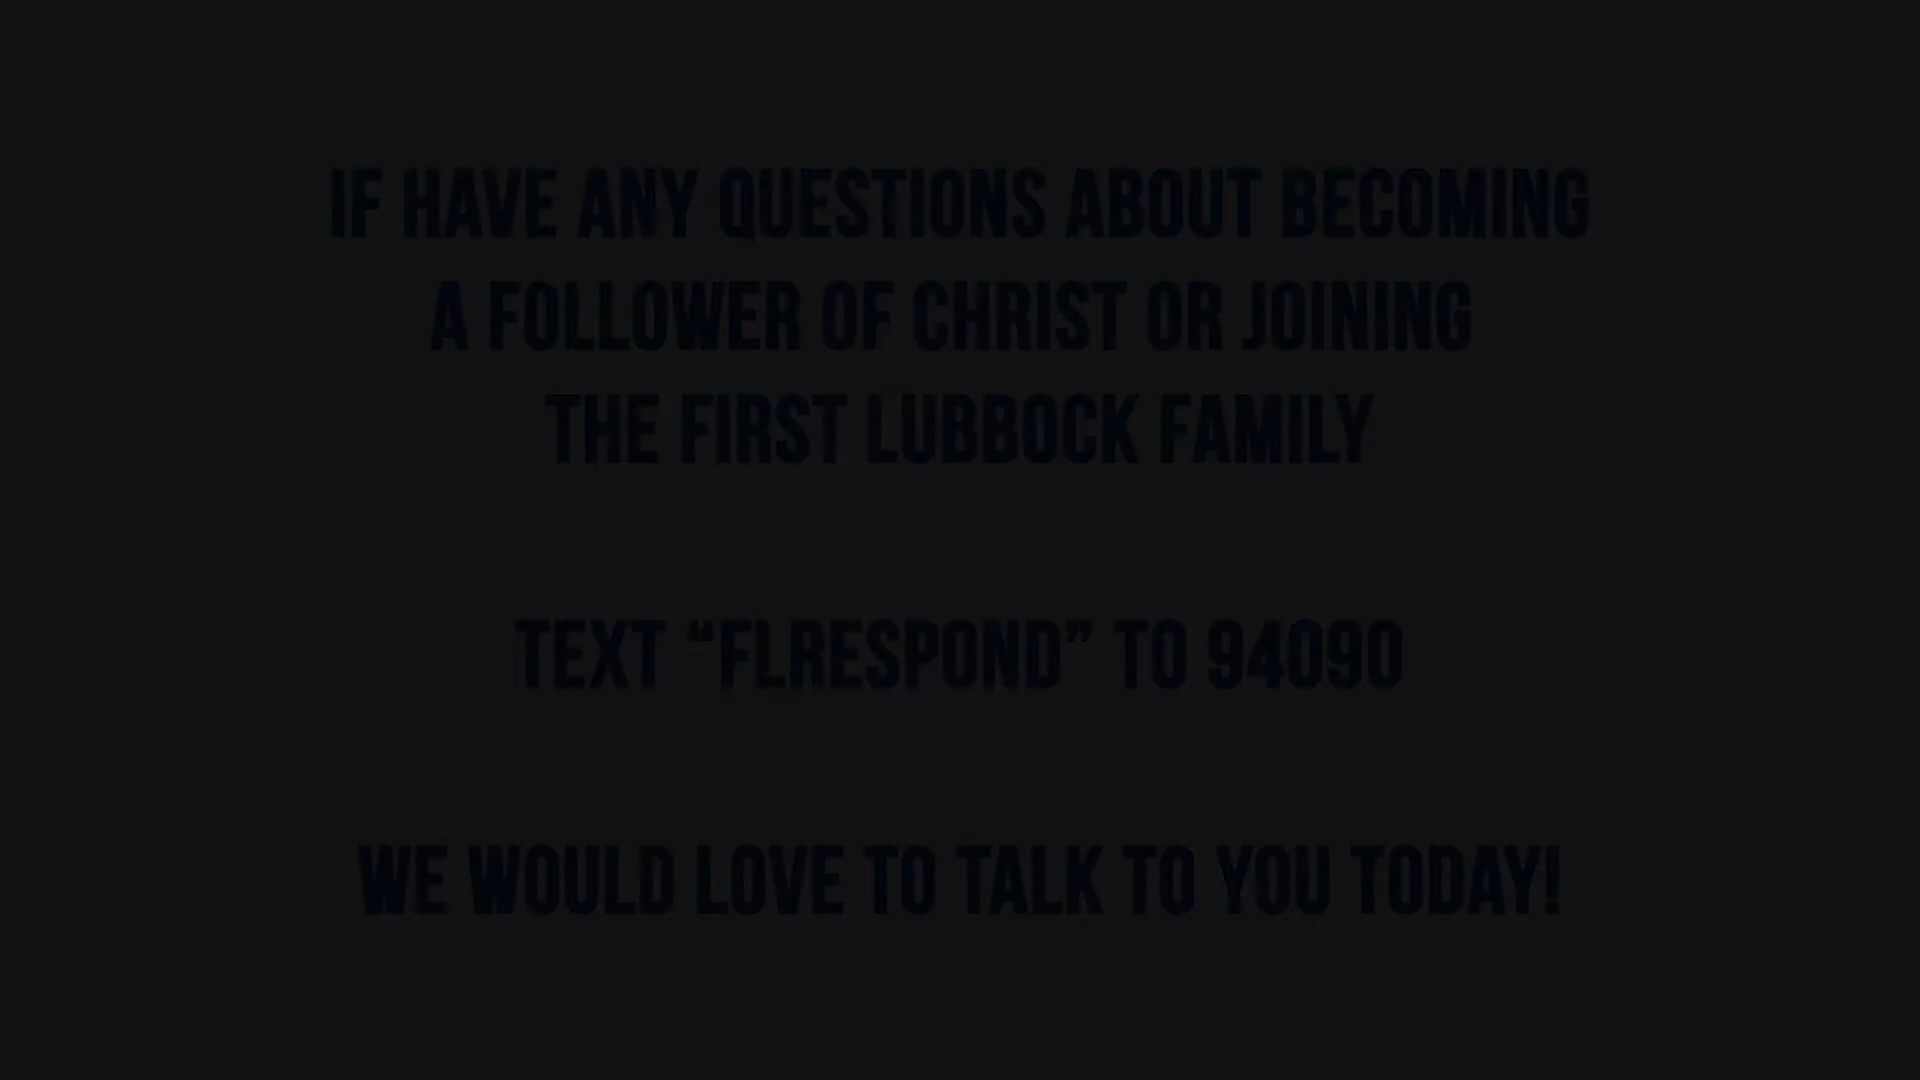 IF HAVE ANY QUESTIONS ABOUT BECOMING
A FOLLOWER OF CHRIST OR JOINING
THE FIRST LUBBOCK FAMILY
TEXT “FLRESPOND” TO 94090
WE WOULD LOVE TO TALK TO YOU TODAY!